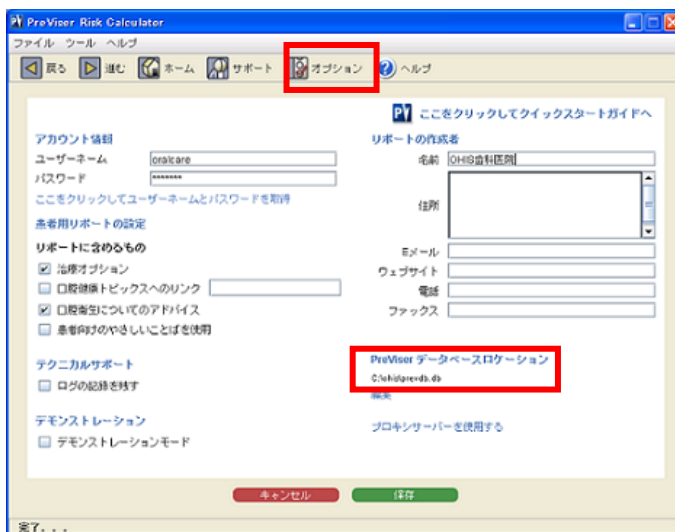 PreViser Risk Calculator
ファイル ツール ヘルプ
戻る 進む ホーム サポート オプション ヘルプ
PV ここをクリックしてクイックスタートガイドへ
アカウント情報
ユーザーネーム oralcare
パスワード *******
ここをクリックしてユーザーネームとパスワードを取得
患者用リポートの設定
リポートに含めるもの
治療オプション
口腔健康トピックスへのリンク
口腔衛生についてのアドバイス
患者向けのやさしいことばを使用
テクニカルサポート
ログの記録を残す
デモンストレーション
デモンストレーションモード
リポートの作成者
名前 OHIS歯科医院
住所
Eメール
ウェブサイト
電話
ファックス
PreViser データベースロケーション
C:\ohis\prevdb.db
編集
プロキシサーバーを使用する
キャンセル 保存
完了...